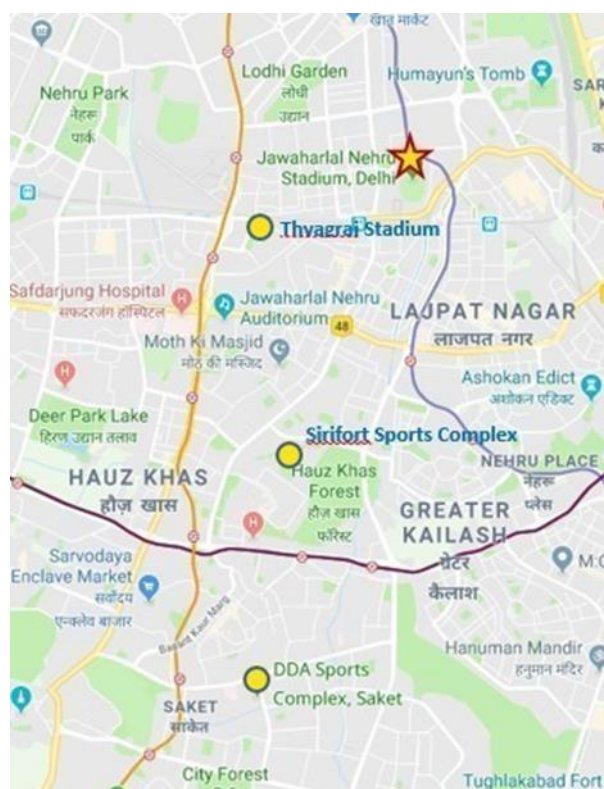 खान मार्केट
Lodhi Garden
लोधी
उद्यान
Humayun's Tomb
Nehru Park
नेहरू
पार्क
Jawaharlal Nehru
Stadium, Delhi
Thyagraj Stadium
Safdarjung Hospital
सफदरजंग हॉस्पिटल
Jawaharlal Nehru
Auditorium
48
LAJPAT NAGAR
लाजपत नगर
Moth Ki Masjid
मोठ की मस्जिद
Ashokan Edict
अशोकन एडिक्ट
Deer Park Lake
हिरण उद्यान तलाव
Sirifort Sports Complex
HAUZ KHAS
हौज़ खास
Hauz Khas
Forest
हौज़ खास
फॉरेस्ट
NEHRU PLACE
नेहरू
प्लेस
GREATER
KAILASH
ग्रेटर
कैलाश
Sarvodaya
Enclave Market
सर्वोदय
एन्क्लेव बाजार
Basant Kaur Marg
Hanuman Mandir
हनुमान मंदिर
DDA Sports
Complex, Saket
SAKET
साकेत
City Forest
Tughlakabad Fort